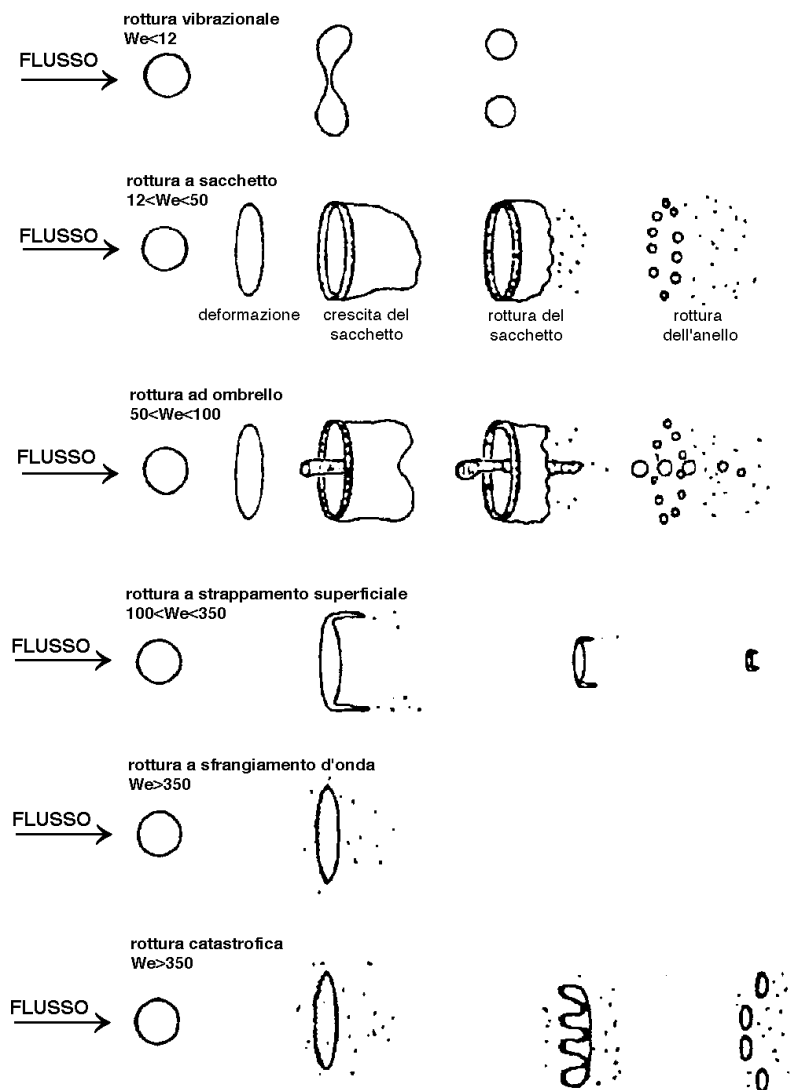 rottura vibrazionale
We<12
FLUSSO
rottura a sacchetto
12<We<50
FLUSSO
deformazione
crescita del
sacchetto
rottura del
sacchetto
rottura
dell'anello
rottura ad ombrello
50<We<100
FLUSSO
rottura a strappamento superficiale
100<We<350
FLUSSO
rottura a sfrangiamento d'onda
We>350
FLUSSO
rottura catastrofica
We>350
FLUSSO